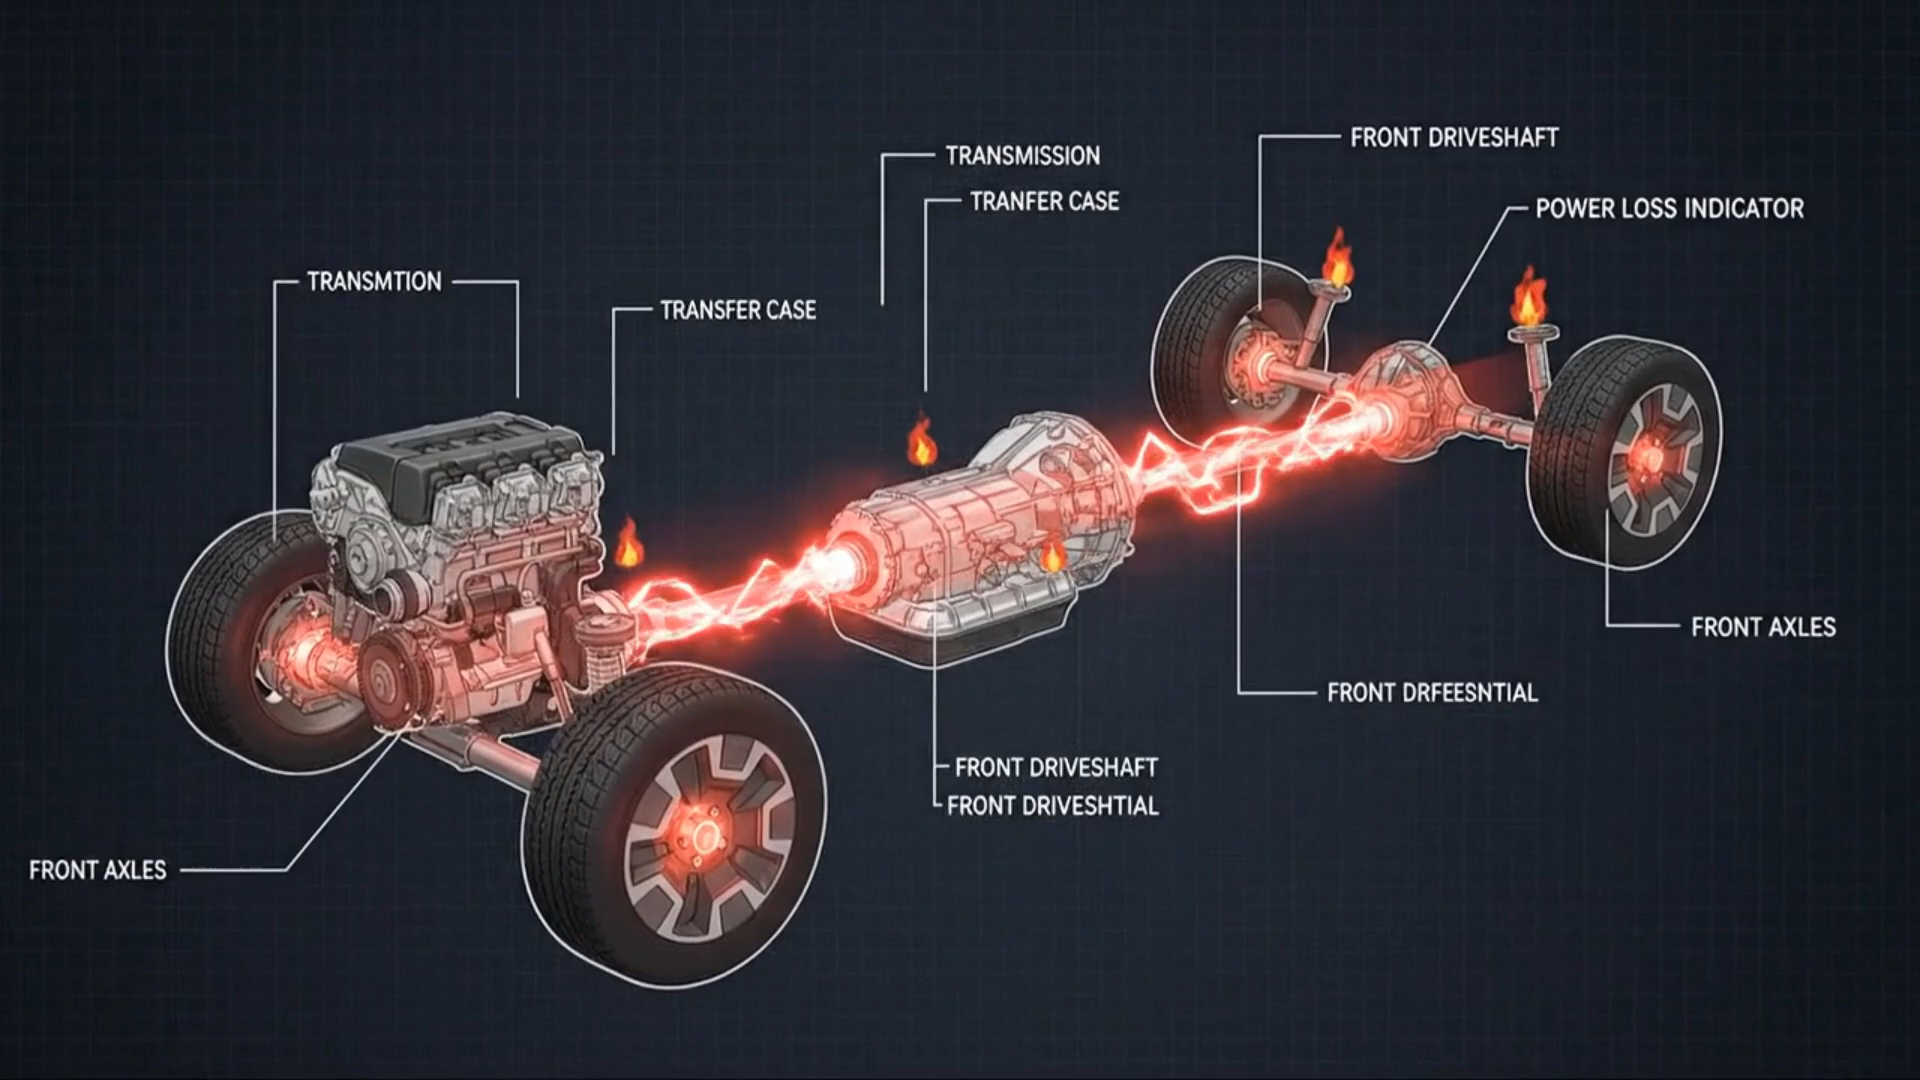 FRONT DRIVESHAFT
TRANSMISSION
TRANFER CASE
POWER LOSS INDICATOR
TRANSMTION
TRANSFER CASE
FRONT AXLES
FRONT DRFEESNTIAL
FRONT DRIVESHAFT
FRONT DRIVESHTIAL
FRONT AXLES